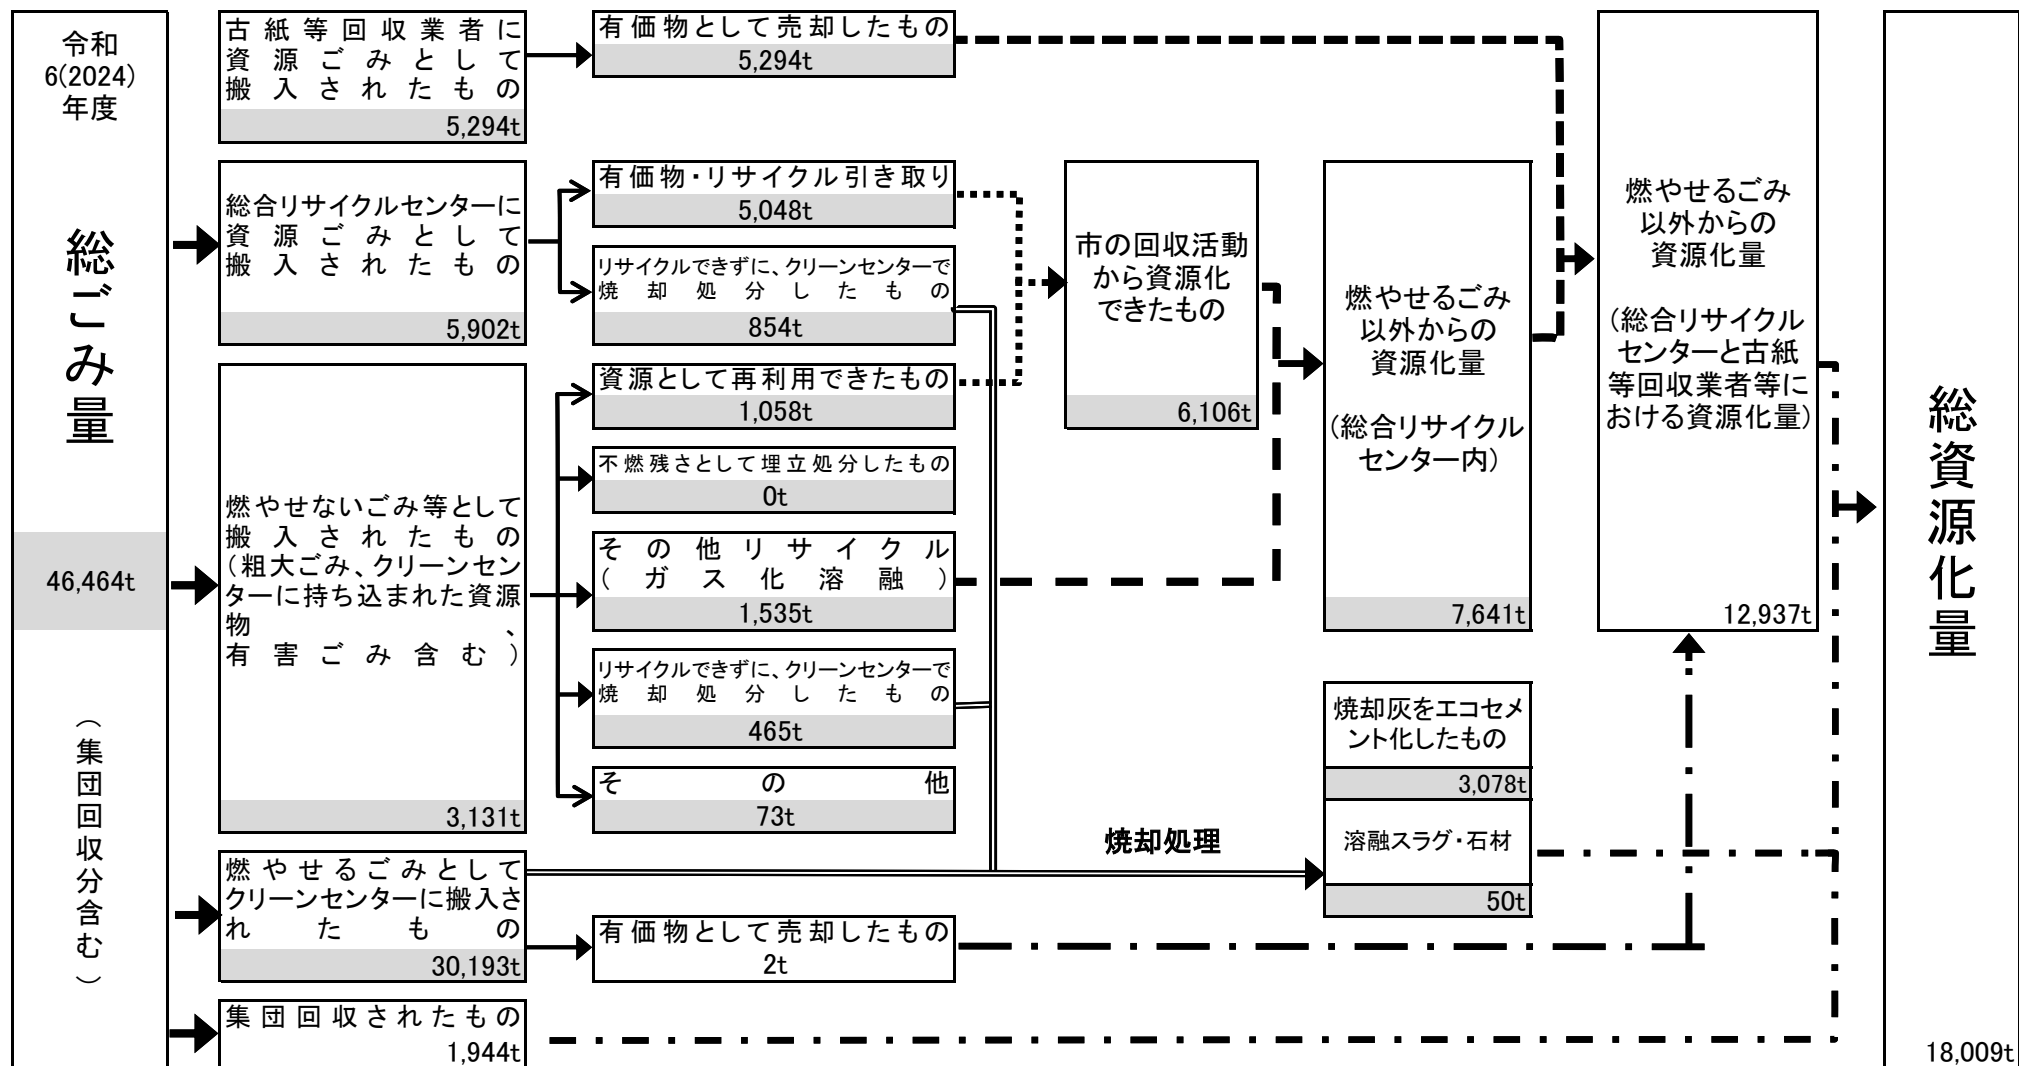 令和
6(2024)
年度
総ごみ量
46,464t
（集団回収分含む）
古紙等回収業者に
資源ごみとして
搬入されたもの
5,294t
有価物として売却したもの
5,294t
総合リサイクルセンターに
資源ごみとして
搬入されたもの
5,902t
有価物・リサイクル引き取り
5,048t
リサイクルできずに、クリーンセンターで
焼却処分したもの
854t
燃やせないごみ等として
搬入されたもの
（粗大ごみ、クリーンセン
ターに持ち込まれた資源
物、
有害ごみ含む）
3,131t
資源として再利用できたもの
1,058t
不燃残さとして埋立処分したもの
0t
その他リサイクル
（ガス化溶融）
1,535t
リサイクルできずに、クリーンセンターで
焼却処分したもの
465t
その他
73t
燃やせるごみとして
クリーンセンターに搬入さ
れたもの
30,193t
有価物として売却したもの
2t
集団回収されたもの
1,944t
市の回収活動
から資源化
できたもの
6,106t
燃やせるごみ
以外からの
資源化量
（総合リサイクル
センター内）
7,641t
焼却処理
焼却灰をエコセメ
ント化したもの
3,078t
溶融スラグ・石材
50t
燃やせるごみ
以外からの
資源化量
（総合リサイクル
センターと古紙
等回収業者等に
おける資源化量）
12,937t
総資源化量
18,009t